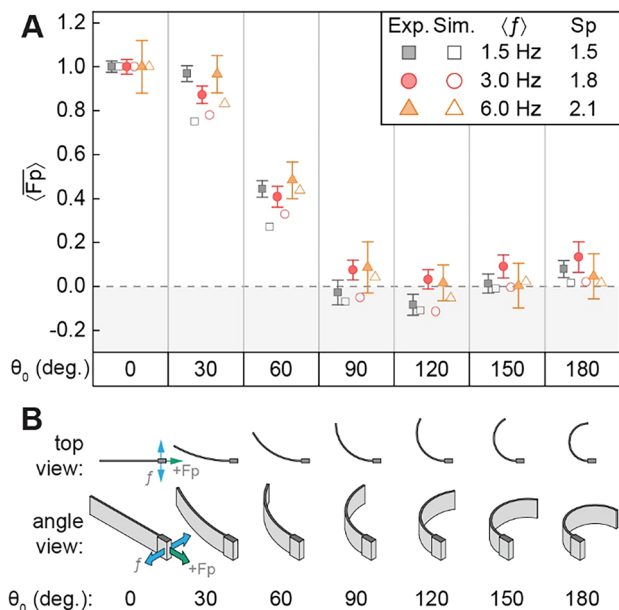 A
Exp. Sim. ⟨f⟩ Sp
1.5 Hz 1.5
3.0 Hz 1.8
6.0 Hz 2.1
1.2
1.0
0.8
0.6
0.4
0.2
0.0
-0.2
⟨F̅p̅⟩
θ₀ (deg.) 0 30 60 90 120 150 180
B
top
view:
f +Fp
angle
view:
f +Fp
θ₀ (deg.): 0 30 60 90 120 150 180